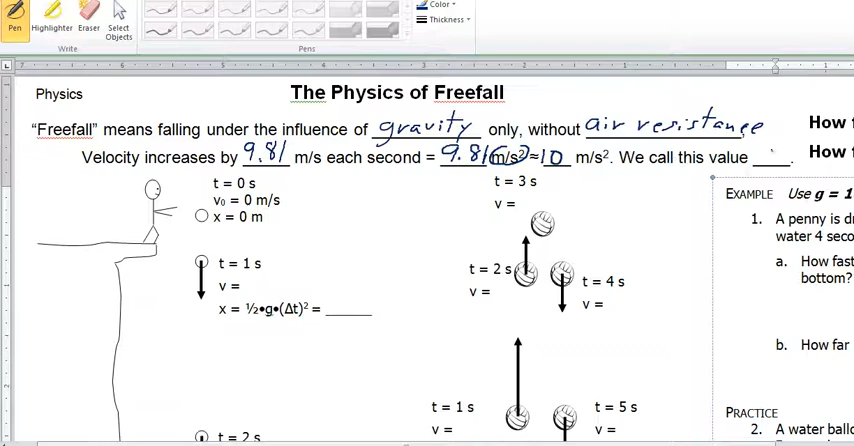 Pen
Highlighter
Eraser
Select Objects
Write
Pens
Color
Thickness
Physics
The Physics of Freefall
"Freefall" means falling under the influence of gravity only, without air resistance.
Velocity increases by 9.81 m/s each second = 9.81 m/s² ≈ 10 m/s². We call this value ____.
t = 0 s
v₀ = 0 m/s
x = 0 m
t = 1 s
v =
x = ½•g•(Δt)² = ______
t = 2 s
t = 3 s
v =
t = 2 s
v =
t = 4 s
v =
t = 1 s
v =
t = 5 s
v =
How
How
EXAMPLE Use g = 1
1. A penny is dr
water 4 seco
a. How fast
bottom?
b. How far
PRACTICE
2. A water ballo